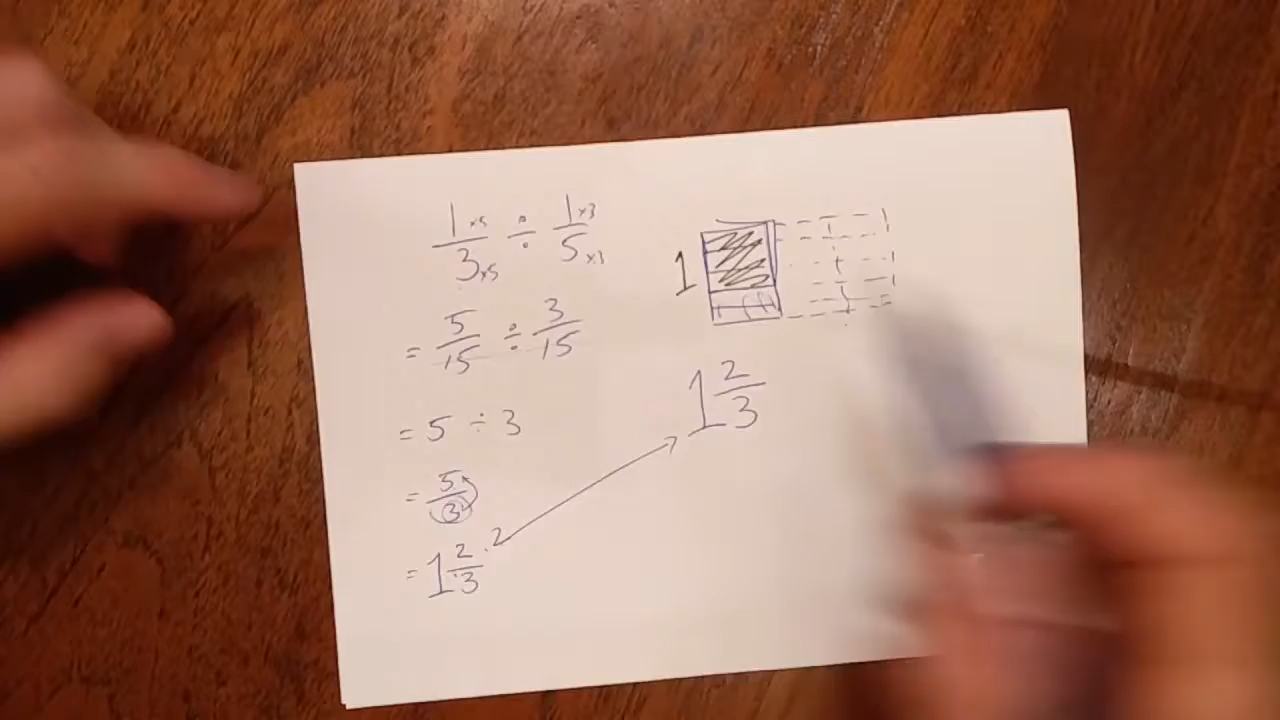 1×5/3×5 ÷ 1×3/5×3
= 5/15 ÷ 3/15
= 5 ÷ 3
= 5/3
= 1 2/3 . 2
1
1 2/3